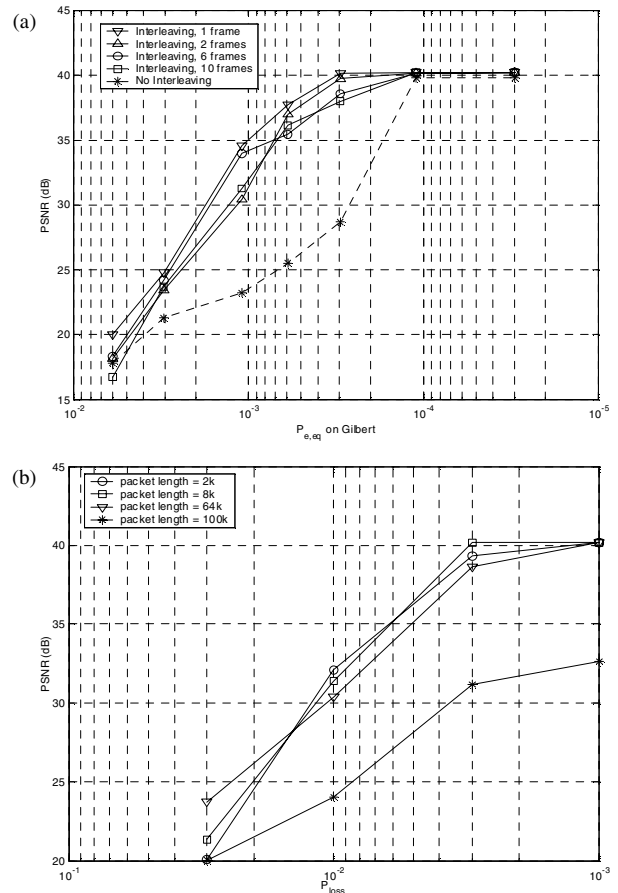 (a)
45
40
35
30
25
20
15
PSNR (dB)
Interleaving, 1 frame
Interleaving, 2 frames
Interleaving, 6 frames
Interleaving, 10 frames
No Interleaving
10^-2
10^-3
10^-4
10^-5
P_e,eq on Gilbert
(b)
45
40
35
30
25
20
PSNR (dB)
packet length = 2k
packet length = 8k
packet length = 64k
packet length = 100k
10^-1
10^-2
10^-3
P_loss